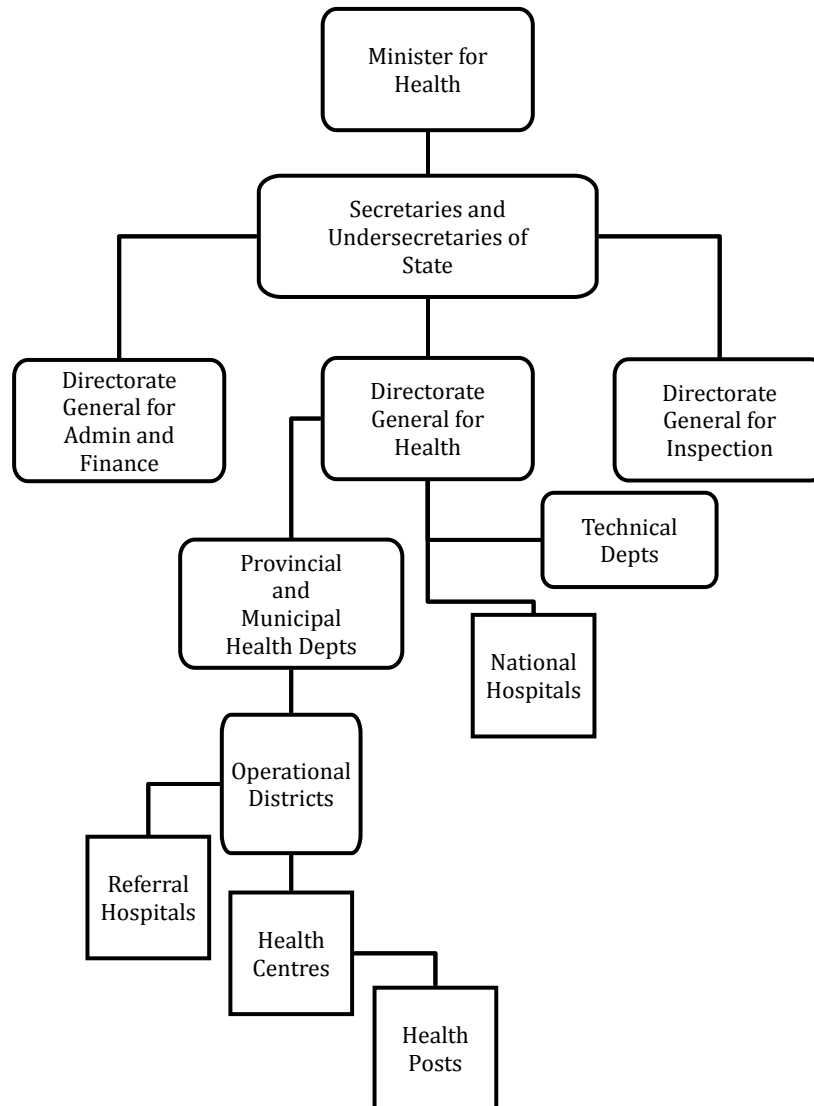 Minister for
Health
Secretaries and
Undersecretaries of
State
Directorate
General for
Admin and
Finance
Directorate
General for
Health
Directorate
General for
Inspection
Technical
Depts
Provincial
and
Municipal
Health Depts
National
Hospitals
Operational
Districts
Referral
Hospitals
Health
Centres
Health
Posts